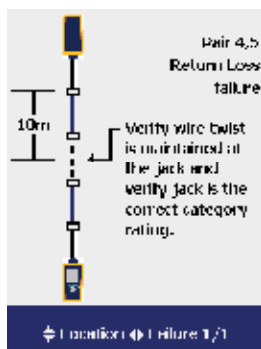 Pair 4,5
Return Loss
failure
10m
Verify wire twist
is maintained at
the jack and
verify jack is the
correct category
rating.
Location Failure 1/1